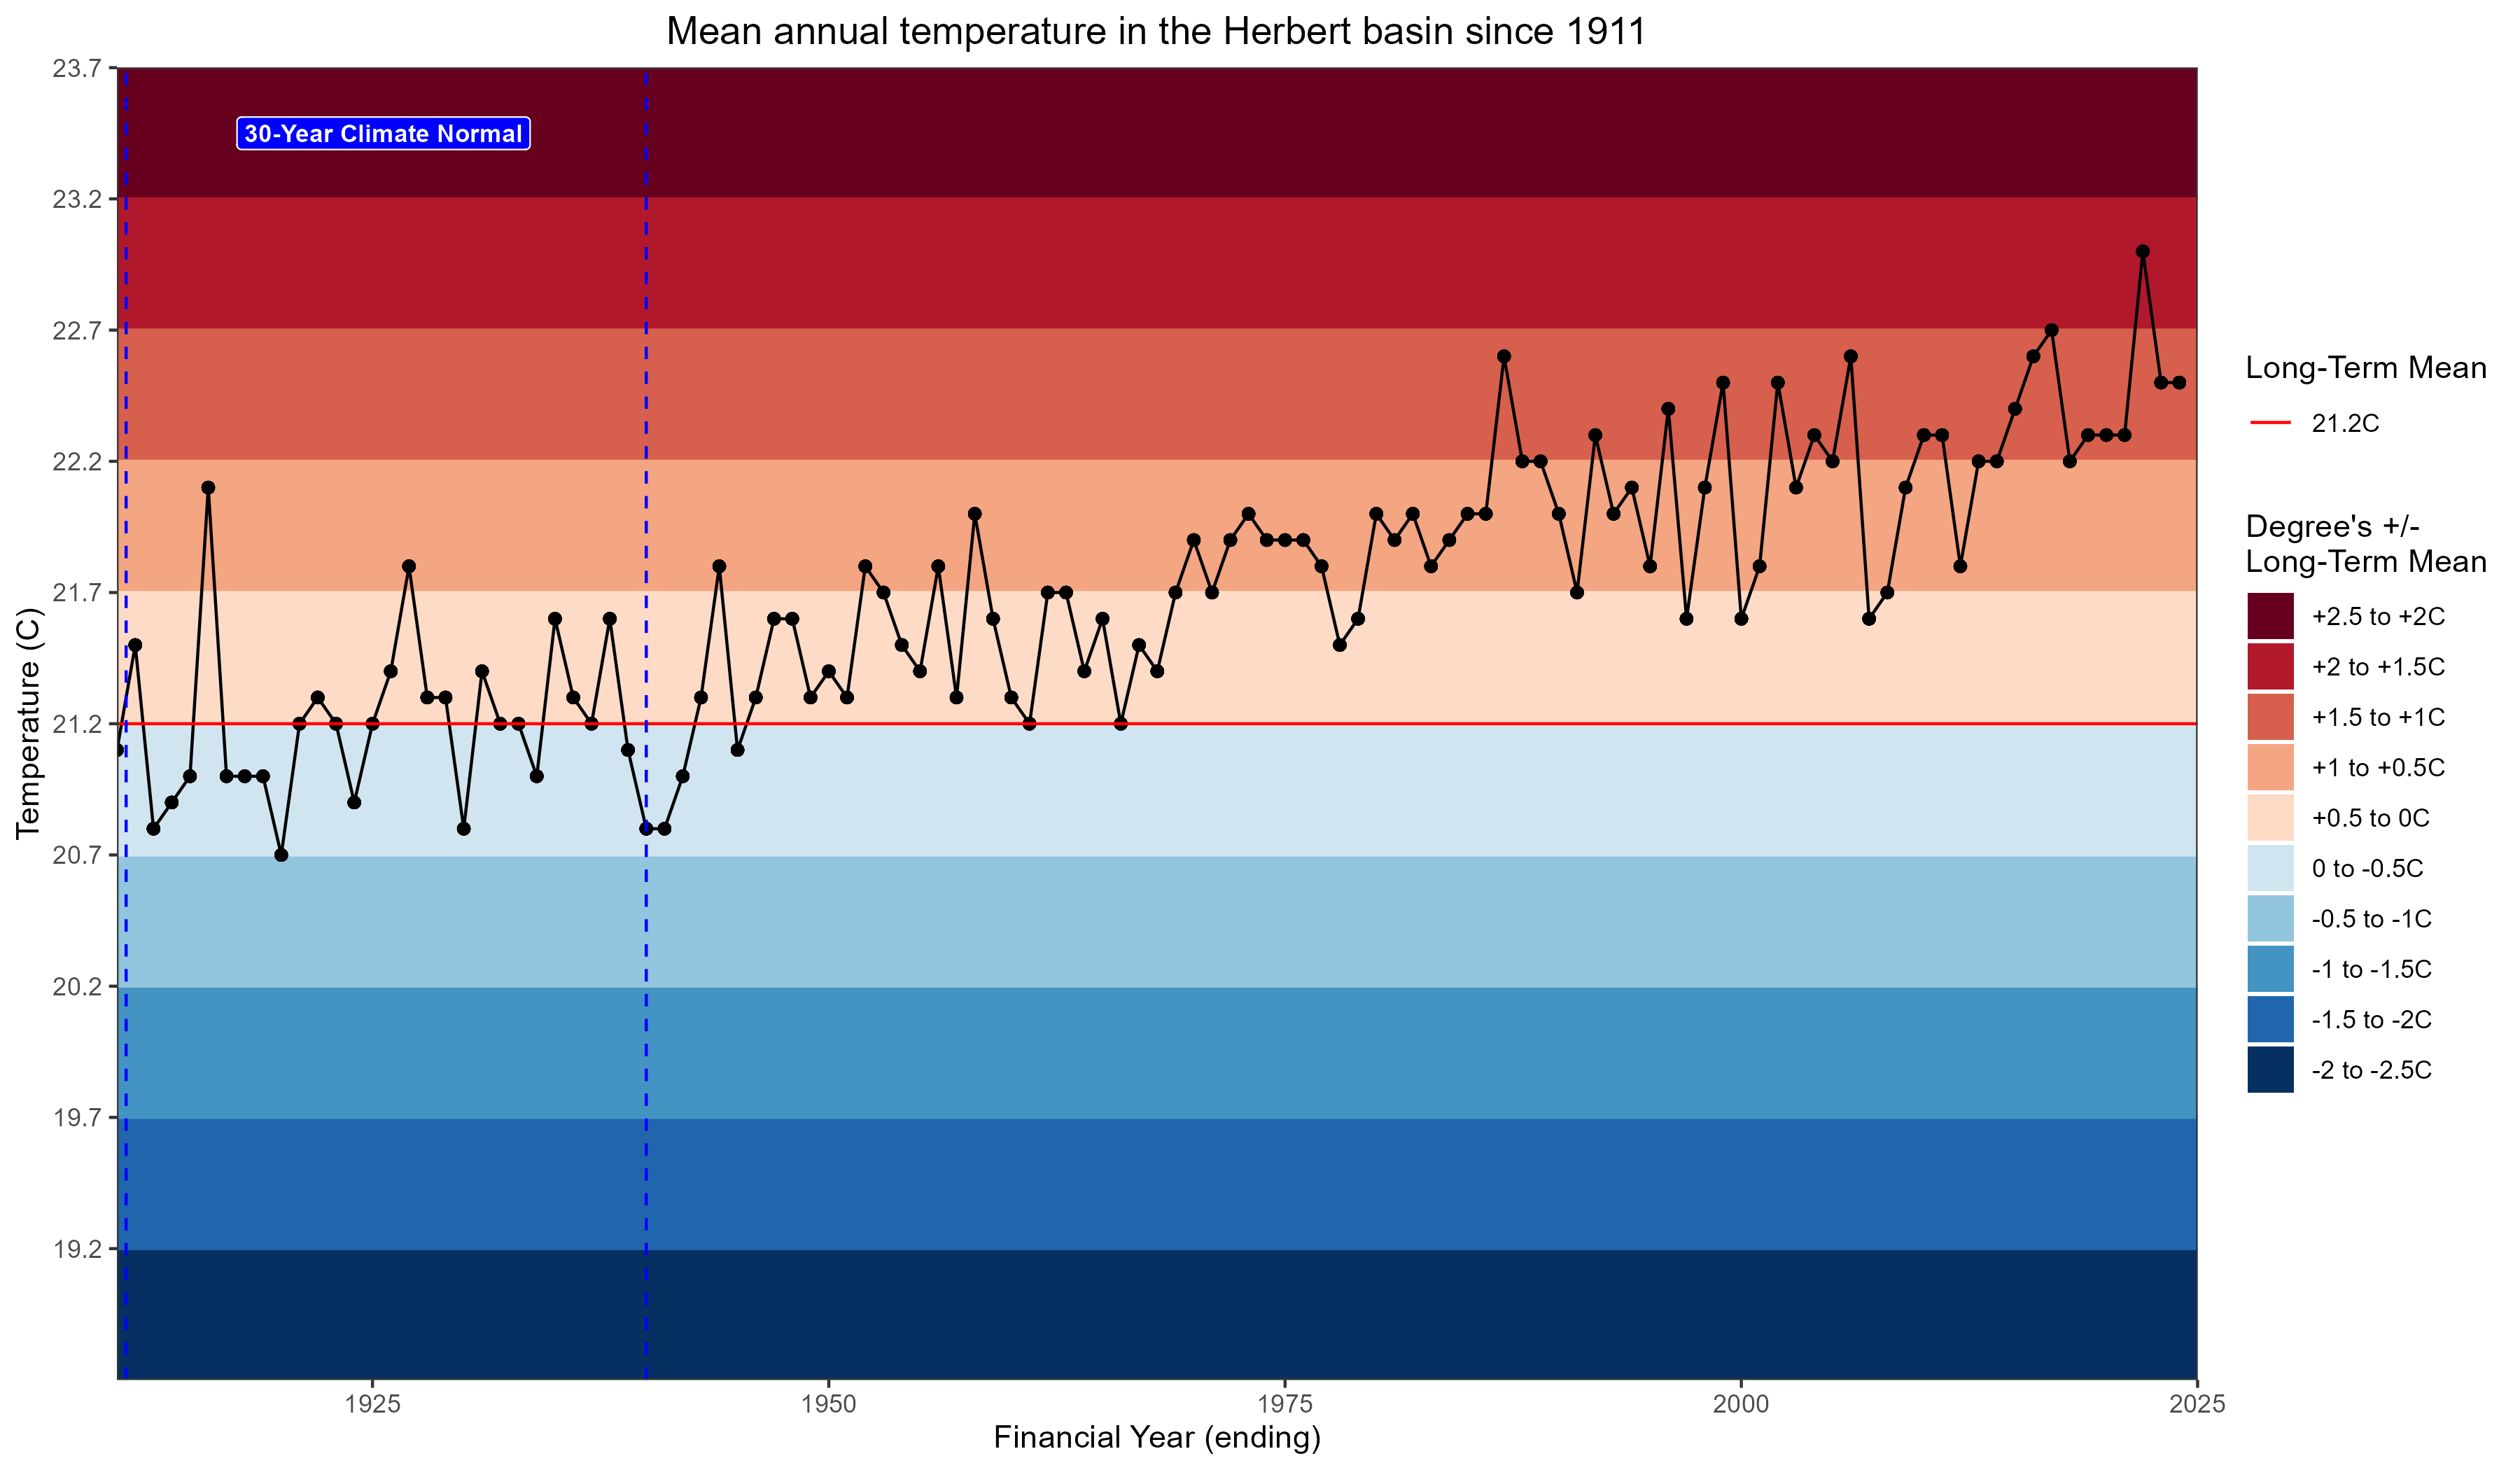 Mean annual temperature in the Herbert basin since 1911
23.7
23.2
22.7
22.2
21.7
21.2
20.7
20.2
19.7
19.2
Temperature (C)
30-Year Climate Normal
1925
1950
1975
2000
2025
Financial Year (ending)
Long-Term Mean
21.2C
Degree's +/-
Long-Term Mean
+2.5 to +2C
+2 to +1.5C
+1.5 to +1C
+1 to +0.5C
+0.5 to 0C
0 to -0.5C
-0.5 to -1C
-1 to -1.5C
-1.5 to -2C
-2 to -2.5C